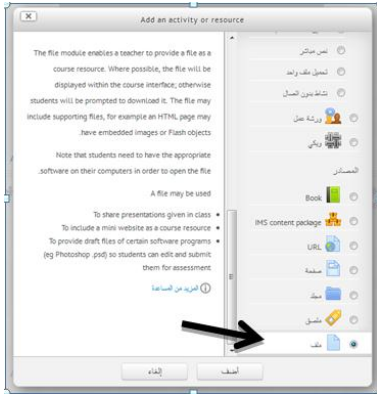 Add an activity or resource
The file module enables a teacher to provide a file as a
course resource. Where possible, the file will be
displayed within the course interface; otherwise
students will be prompted to download it. The file may
include supporting files, for example an HTML page may
.have embedded images or Flash objects
Note that students need to have the appropriate
.software on their computers in order to open the file
A file may be used
To share presentations given in class
To include a mini website as a course resource
To provide draft files of certain software programs
(eg Photoshop .psd) so students can edit and submit
them for assessment
المزيد من المساعدة
نص مباشر
تحميل ملف واحد
نشاط بدون اتصال
ورشة عمل
ويكي
المصادر
Book
IMS content package
URL
صفحة
مجلد
ملصق
ملف
أضف
إلغاء